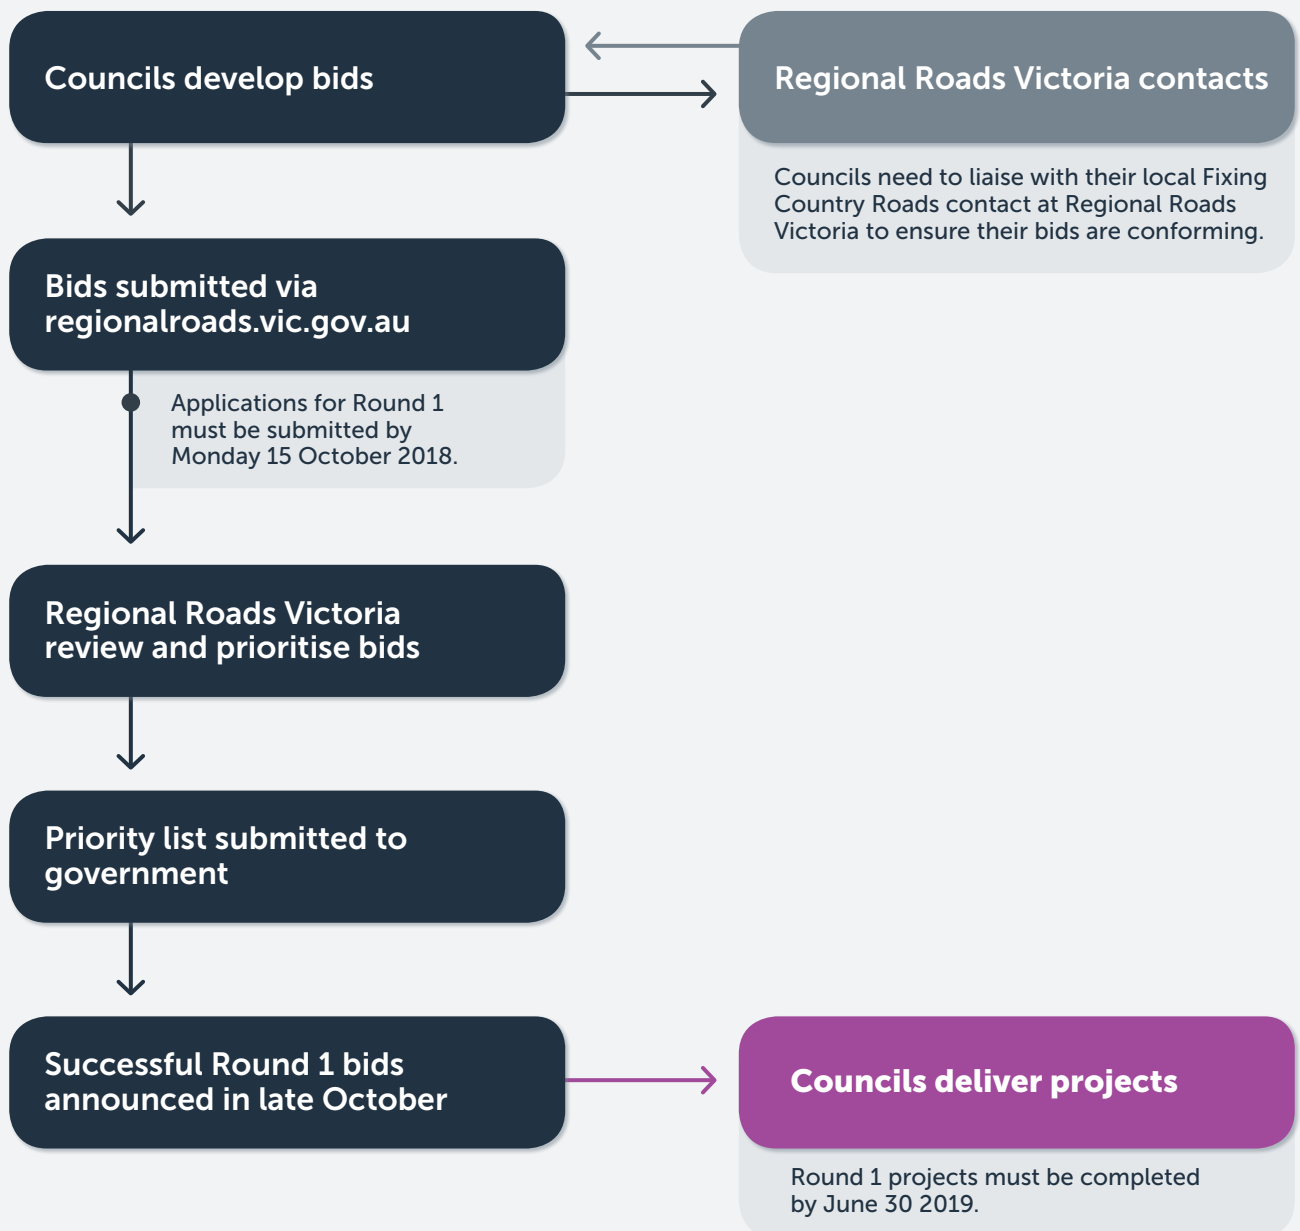 Councils develop bids
Regional Roads Victoria contacts
Councils need to liaise with their local Fixing
Country Roads contact at Regional Roads
Victoria to ensure their bids are conforming.
Bids submitted via
regionalroads.vic.gov.au
Applications for Round 1
must be submitted by
Monday 15 October 2018.
Regional Roads Victoria
review and prioritise bids
Priority list submitted to
government
Successful Round 1 bids
announced in late October
Councils deliver projects
Round 1 projects must be completed
by June 30 2019.